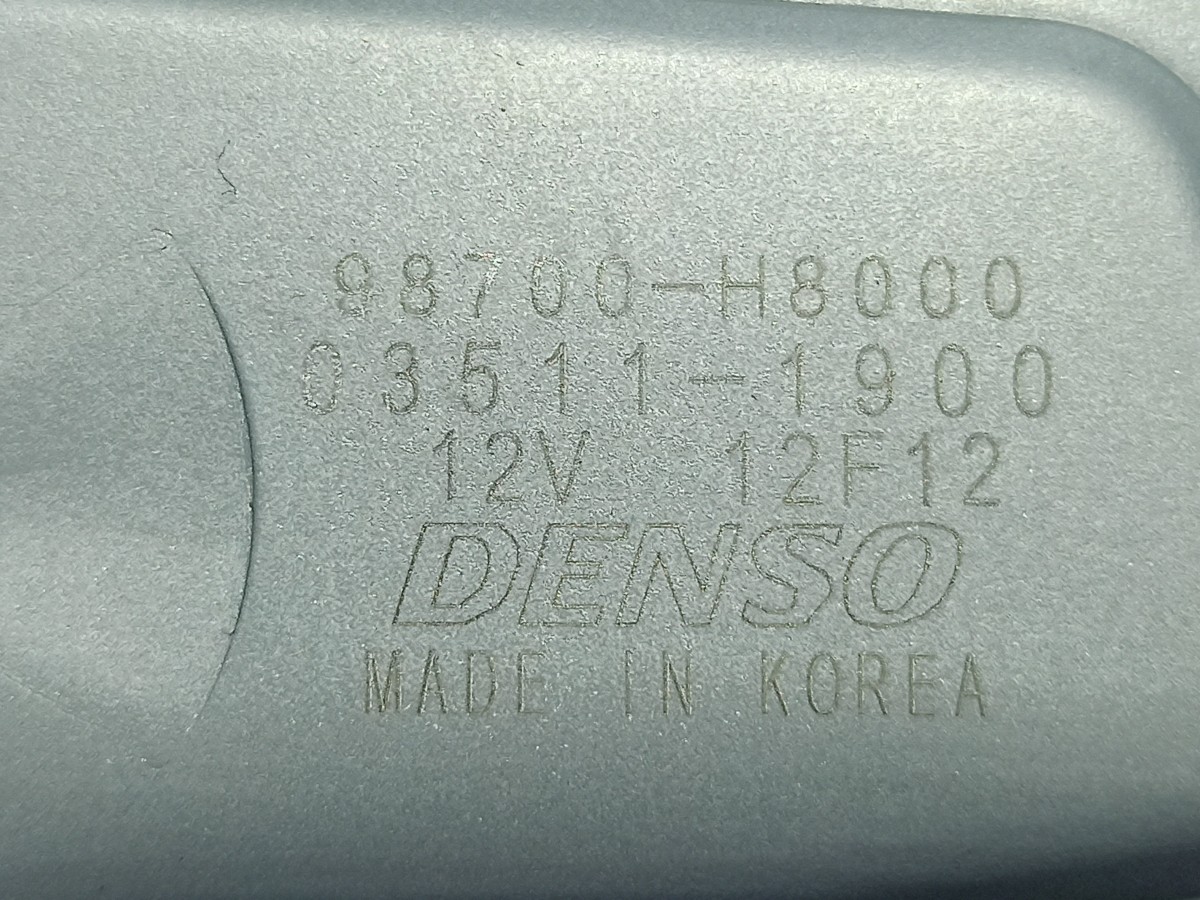 98700-H8000
03511-1900
12V 12F12
DENSO
MADE IN KOREA